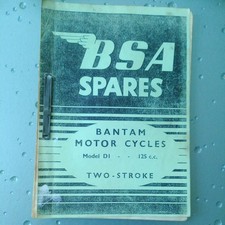 BSA
SPARES
BANTAM
MOTOR CYCLES
Model D1 - - 125 c.c.
TWO-STROKE